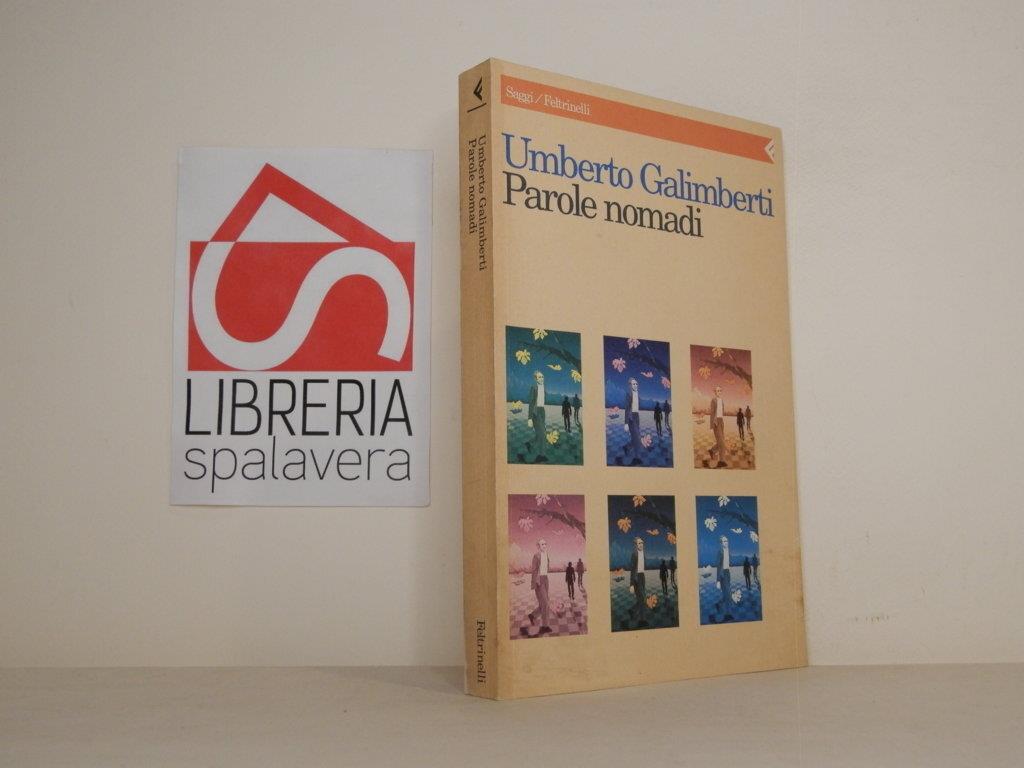 LIBRERIA
spalavera
Umberto Galimberti
Parole nomadi
Feltrinelli
Saggi/Feltrinelli
Umberto Galimberti
Parole nomadi